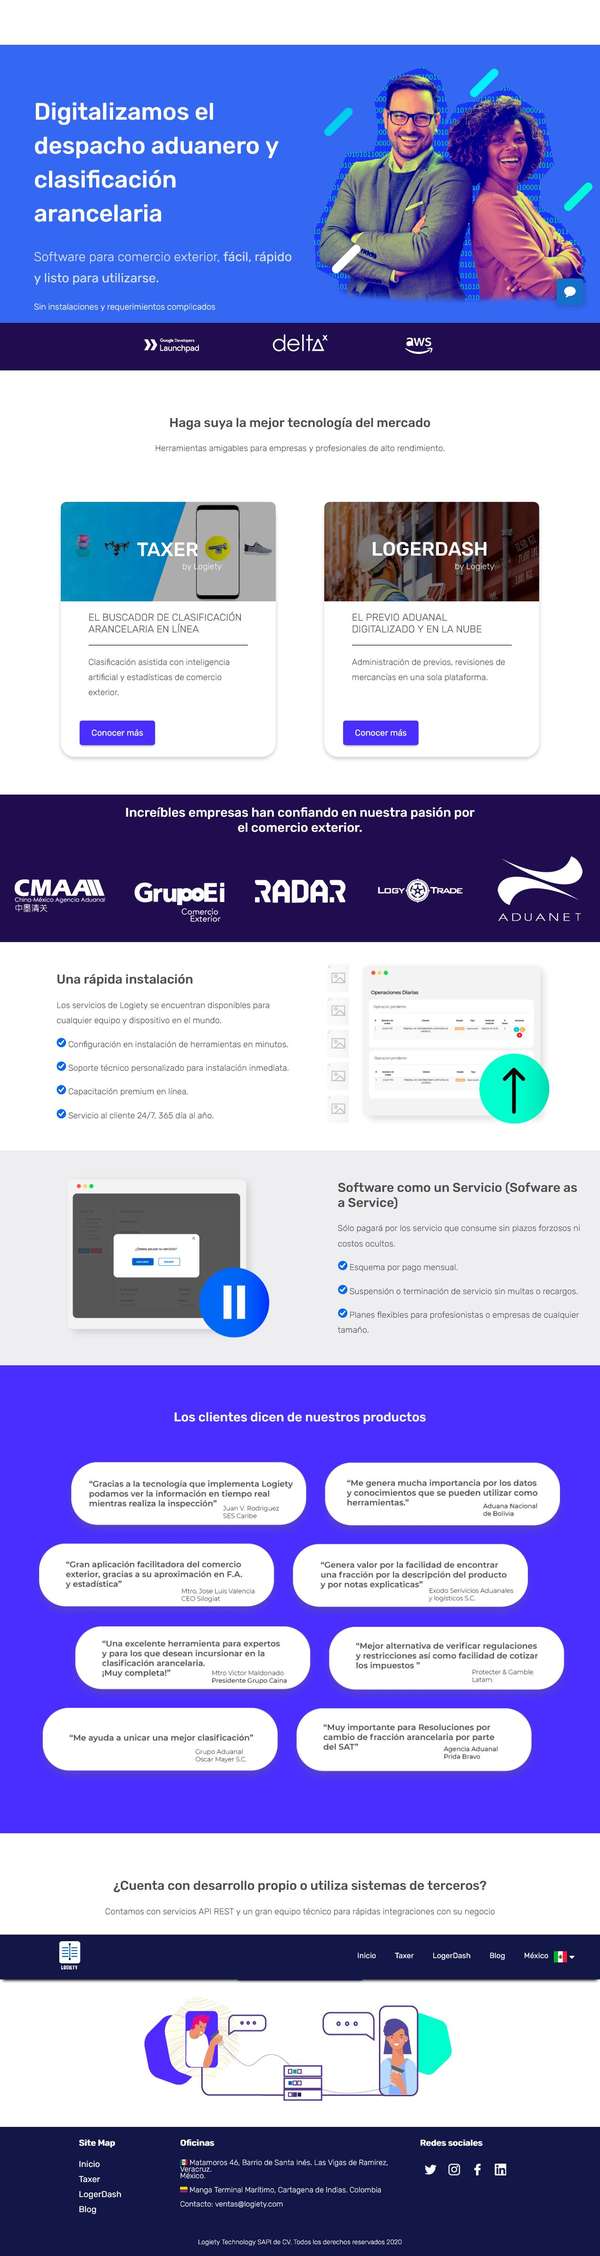 Digitalizamos el
despacho aduanero y
clasificación
arancelaria
Software para comercio exterior, fácil, rápido
y listo para utilizarse.
Sin instalaciones y requerimientos complicados
Google Developers
Launchpad
deltax
aws
Haga suya la mejor tecnología del mercado
Herramientas amigables para empresas y profesionales de alto rendimiento.
TAXER
by Logiety
EL BUSCADOR DE CLASIFICACIÓN
ARANCELARIA EN LÍNEA
Clasificación asistida con inteligencia
artificial y estadísticas de comercio
exterior.
Conocer más
LOGERDASH
by Logiety
EL PREVIO ADUANAL
DIGITALIZADO Y EN LA NUBE
Administración de previos, revisiones de
mercancías en una sola plataforma.
Conocer más
Increíbles empresas han confiando en nuestra pasión por
el comercio exterior.
CMAAM
China-México Agencia Aduanal
中墨清关
GrupoEi
Comercio
Exterior
RADAR
LOGY TRADE
ADUANET
Una rápida instalación
Los servicios de Logiety se encuentran disponibles para
cualquier equipo y dispositivo en el mundo.
Configuración en instalación de herramientas en minutos.
Soporte técnico personalizado para instalación inmediata.
Capacitación premium en línea.
Servicio al cliente 24/7, 365 día al año.
Operaciones Diarias
Software como un Servicio (Sofware as
a Service)
Sólo pagará por los servicio que consume sin plazos forzosos ni
costos ocultos.
Esquema por pago mensual.
Suspensión o terminación de servicio sin multas o recargos.
Planes flexibles para profesionistas o empresas de cualquier
tamaño.
Los clientes dicen de nuestros productos
“Gracias a la tecnología que implementa Logiety
podamos ver la información en tiempo real
mientras realiza la inspección”
Juan V. Rodriguez
SES Caribe
“Me genera mucha importancia por los datos
y conocimientos que se pueden utilizar como
herramientas.”
Aduana Nacional
de Bolivia
“Gran aplicación facilitadora del comercio
exterior, gracias a su aproximación en F.A.
y estadística”
Mtro. Jose Luis Valencia
CEO Silogiat
“Genera valor por la facilidad de encontrar
una fracción por la descripción del producto
y por notas explicaticas”
Exodo Serivicios Aduanales
y logísticos S.C.
“Una excelente herramienta para expertos
y para los que desean incursionar en la
clasificación arancelaria.
¡Muy completa!”
Mtro Victor Maldonado
Presidente Grupo Caina
“Mejor alternativa de verificar regulaciones
y restricciones así como facilidad de cotizar
los impuestos ”
Protecter & Gamble
Latam
“Me ayuda a unicar una mejor clasificación”
Grupo Aduanal
Oscar Mayer S.C.
“Muy importante para Resoluciones por
cambio de fracción arancelaria por parte
del SAT”
Agencia Aduanal
Prida Bravo
¿Cuenta con desarrollo propio o utiliza sistemas de terceros?
Contamos con servicios API REST y un gran equipo técnico para rápidas integraciones con su negocio
LOGIETY
Inicio
Taxer
LogerDash
Blog
México
Site Map
Inicio
Taxer
LogerDash
Blog
Oficinas
Matamoros 46, Barrio de Santa Inés. Las Vigas de Ramirez,
Veracruz.
México.
Manga Terminal Marítimo, Cartagena de Indias. Colombia
Contacto: ventas@logiety.com
Redes sociales
Logiety Technology SAPI de CV. Todos los derechos reservados 2020